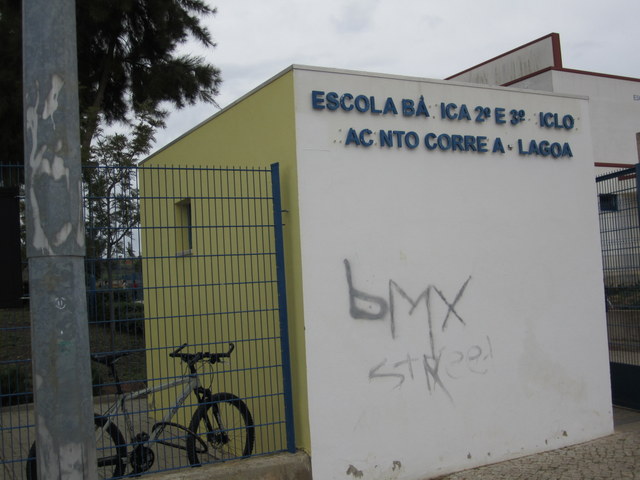 ESCOLA BÁ ICA 2º E 3º ICLO
AC NTO CORRE A - LAGOA
bMX
street